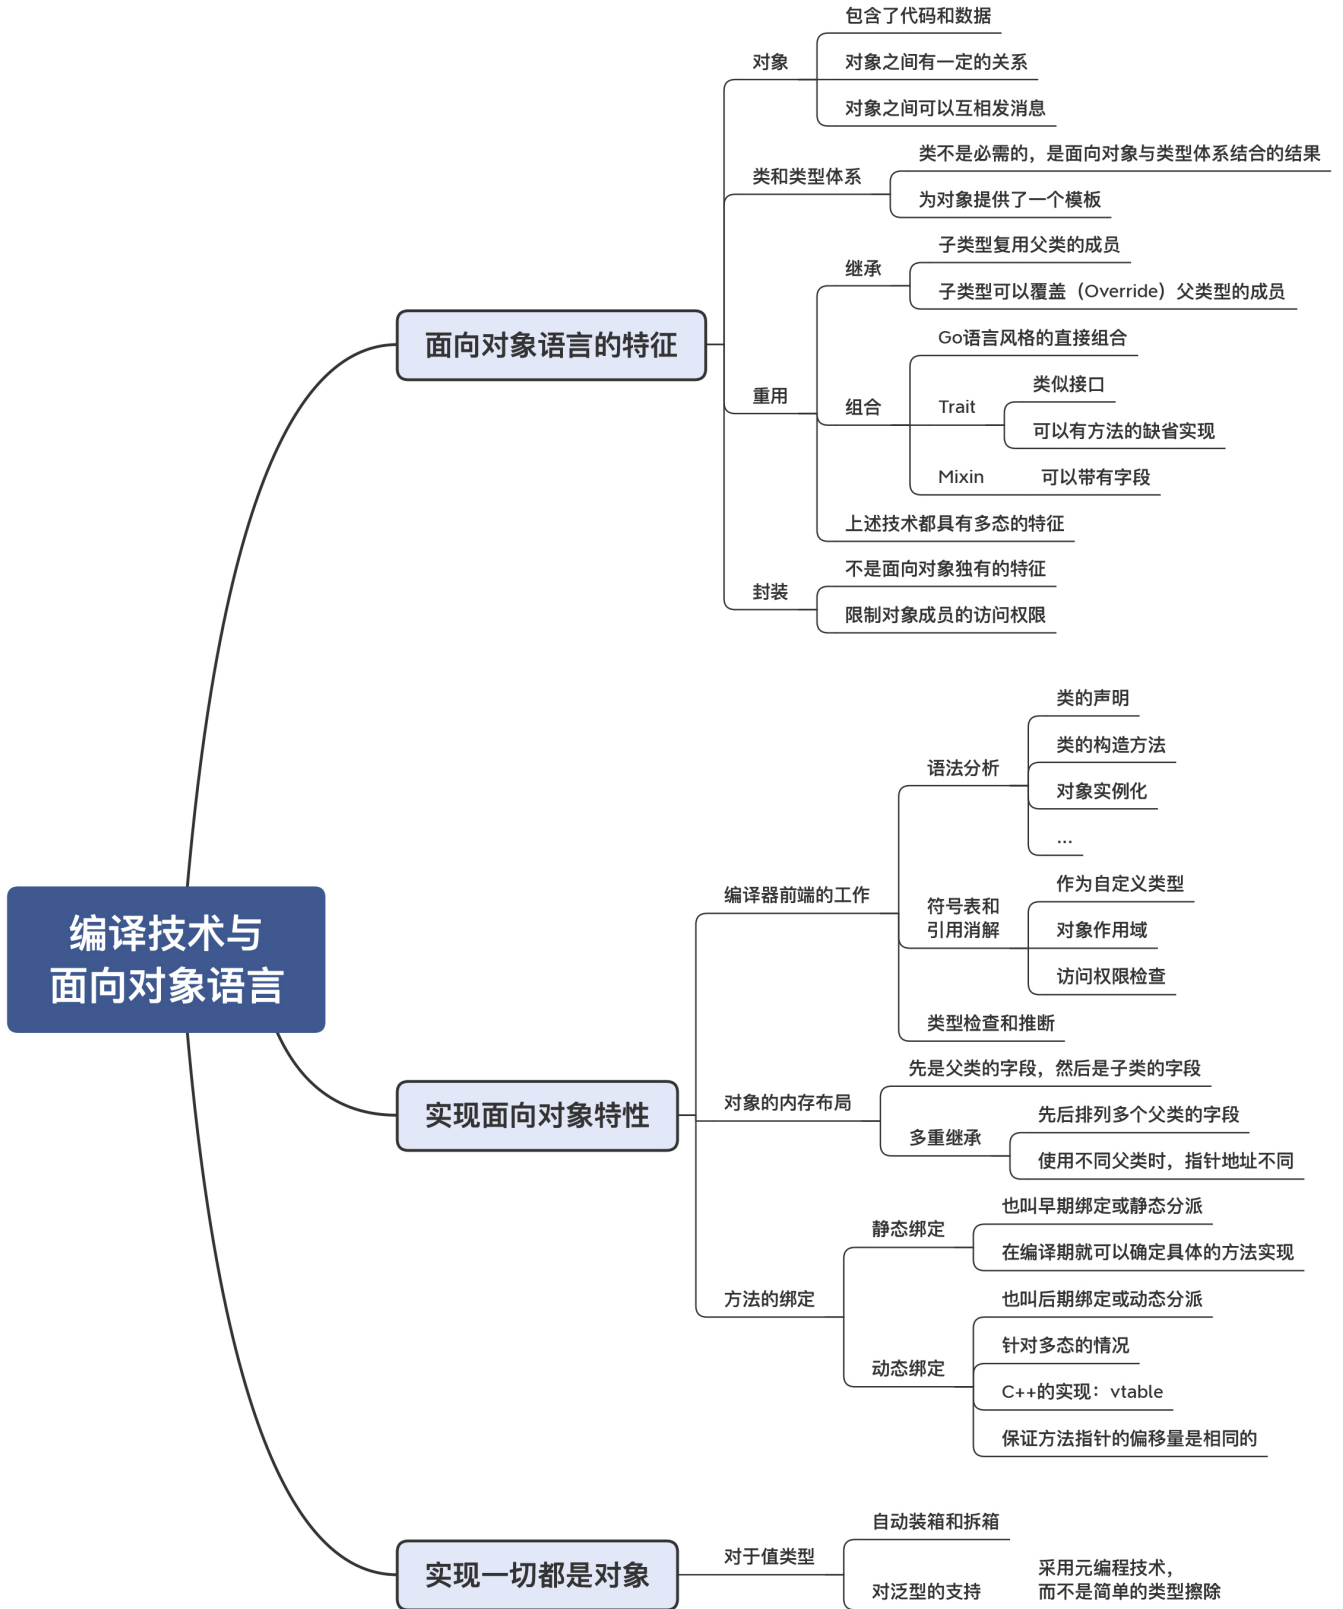 编译技术与
面向对象语言
面向对象语言的特征
对象
包含了代码和数据
对象之间有一定的关系
对象之间可以互相发消息
类和类型体系
类不是必需的，是面向对象与类型体系结合的结果
为对象提供了一个模板
重用
继承
子类型复用父类的成员
子类型可以覆盖（Override）父类型的成员
组合
Go语言风格的直接组合
Trait
类似接口
可以有方法的缺省实现
Mixin
可以带有字段
上述技术都具有多态的特征
封装
不是面向对象独有的特征
限制对象成员的访问权限
实现面向对象特性
编译器前端的工作
语法分析
类的声明
类的构造方法
对象实例化
...
符号表和
引用消解
作为自定义类型
对象作用域
访问权限检查
类型检查和推断
对象的内存布局
先是父类的字段，然后是子类的字段
多重继承
先后排列多个父类的字段
使用不同父类时，指针地址不同
方法的绑定
静态绑定
也叫早期绑定或静态分派
在编译期就可以确定具体的方法实现
动态绑定
也叫后期绑定或动态分派
针对多态的情况
C++的实现：vtable
保证方法指针的偏移量是相同的
实现一切都是对象
对于值类型
自动装箱和拆箱
对泛型的支持
采用元编程技术，
而不是简单的类型擦除